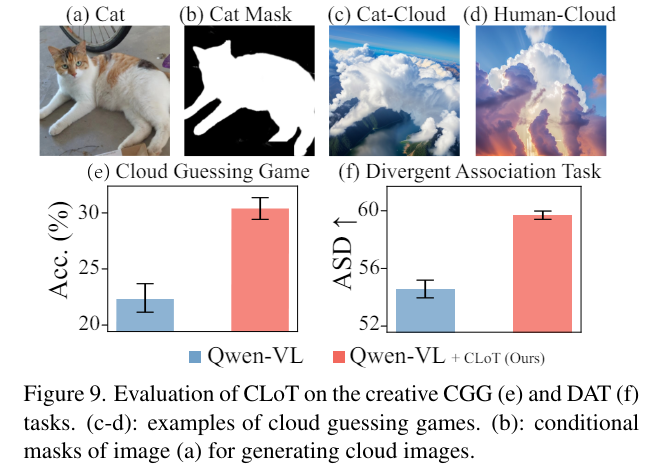 (a) Cat (b) Cat Mask (c) Cat-Cloud (d) Human-Cloud
(e) Cloud Guessing Game (f) Divergent Association Task
Acc. (%)
30
25
20
ASD ↑
60
56
52
Qwen-VL Qwen-VL + CLoT (Ours)
Figure 9. Evaluation of CLoT on the creative CGG (e) and DAT (f)
tasks. (c-d): examples of cloud guessing games. (b): conditional
masks of image (a) for generating cloud images.